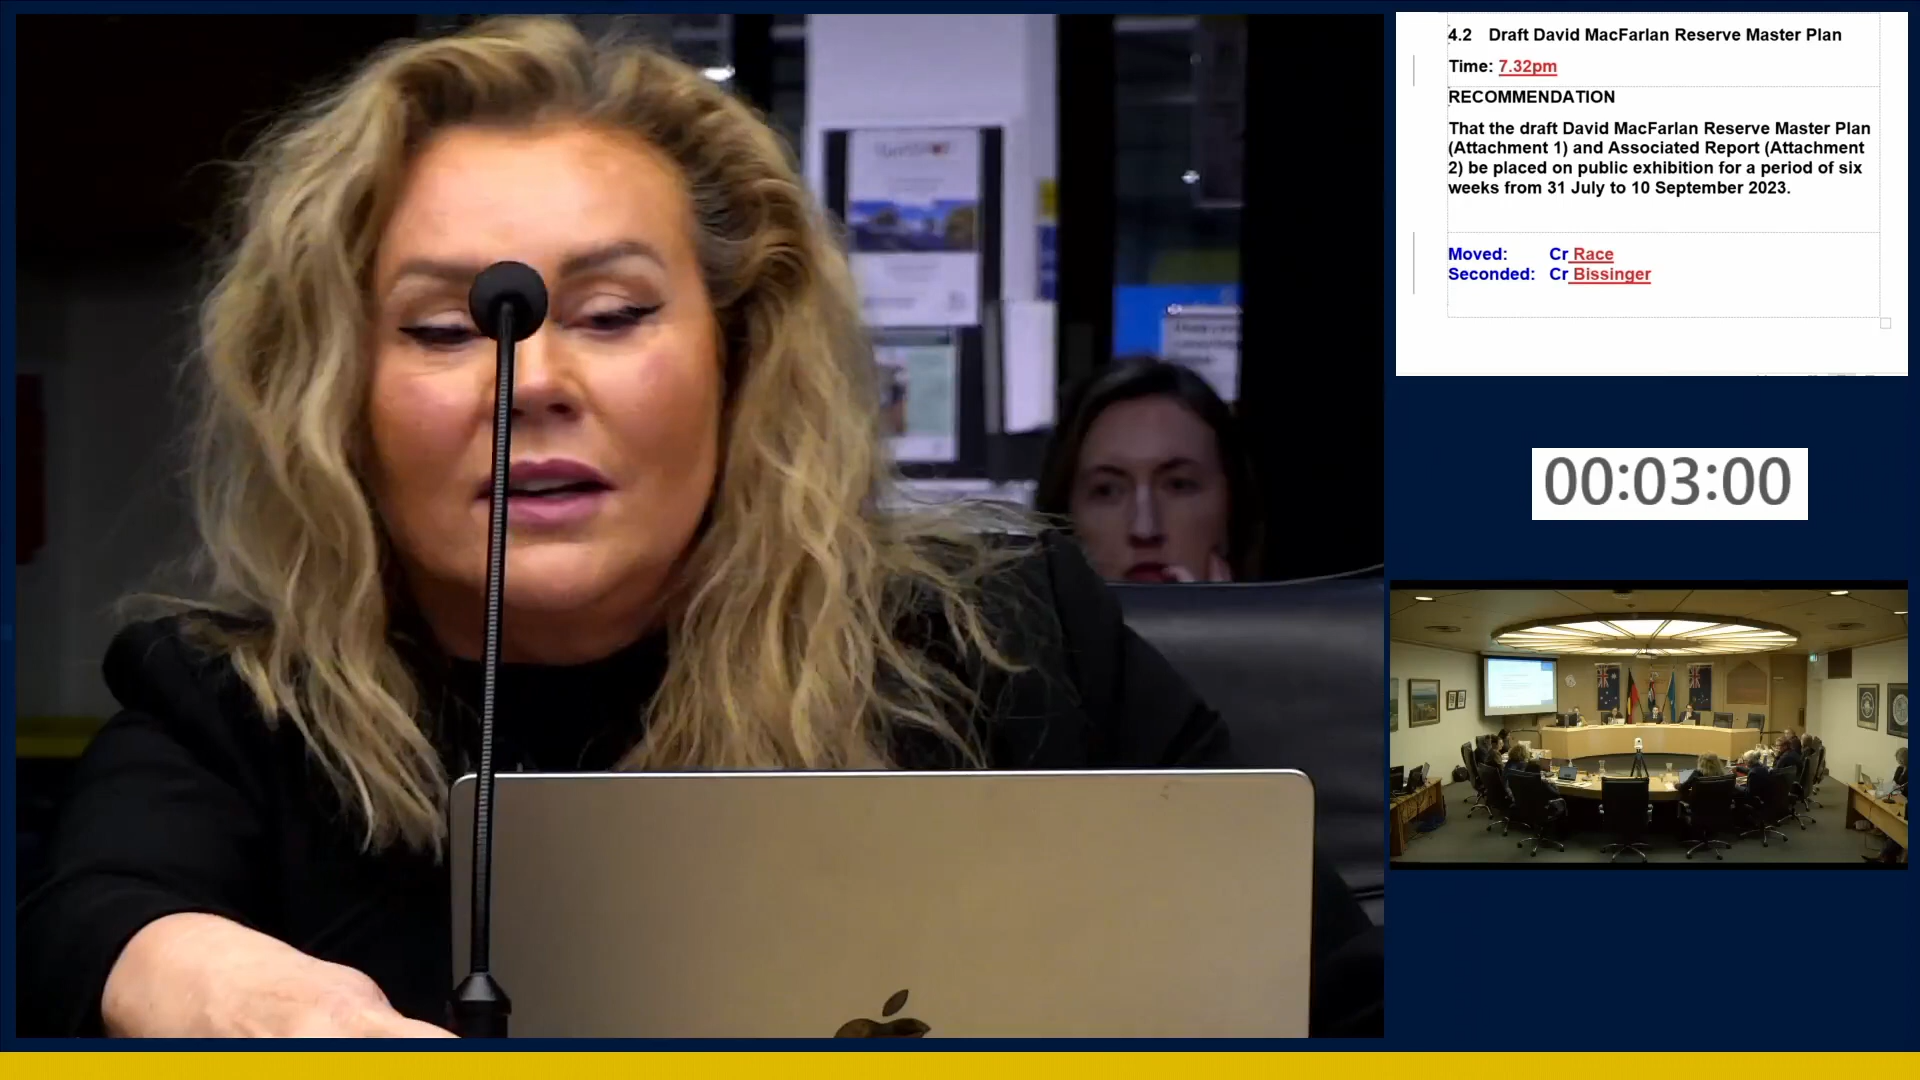 4.2 Draft David MacFarlan Reserve Master Plan
Time: 7.32pm
RECOMMENDATION
That the draft David MacFarlan Reserve Master Plan
(Attachment 1) and Associated Report (Attachment
2) be placed on public exhibition for a period of six
weeks from 31 July to 10 September 2023.
Moved: Cr Race
Seconded: Cr Bissinger
00:03:00